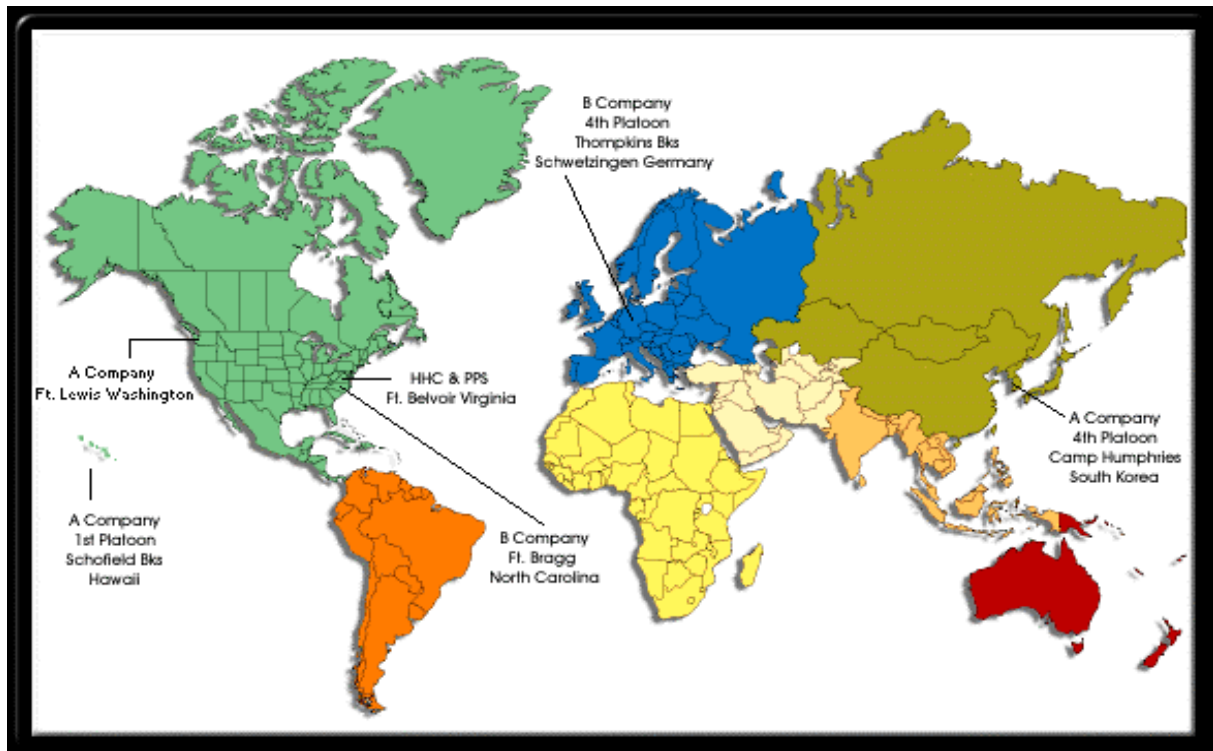 B Company
4th Platoon
Thompkins Bks
Schwetzingen Germany
A Company
Ft. Lewis Washington
HHC & PPS
Ft. Belvoir Virginia
A Company
4th Platoon
Camp Humphries
South Korea
A Company
1st Platoon
Schofield Bks
Hawaii
B Company
Ft. Bragg
North Carolina